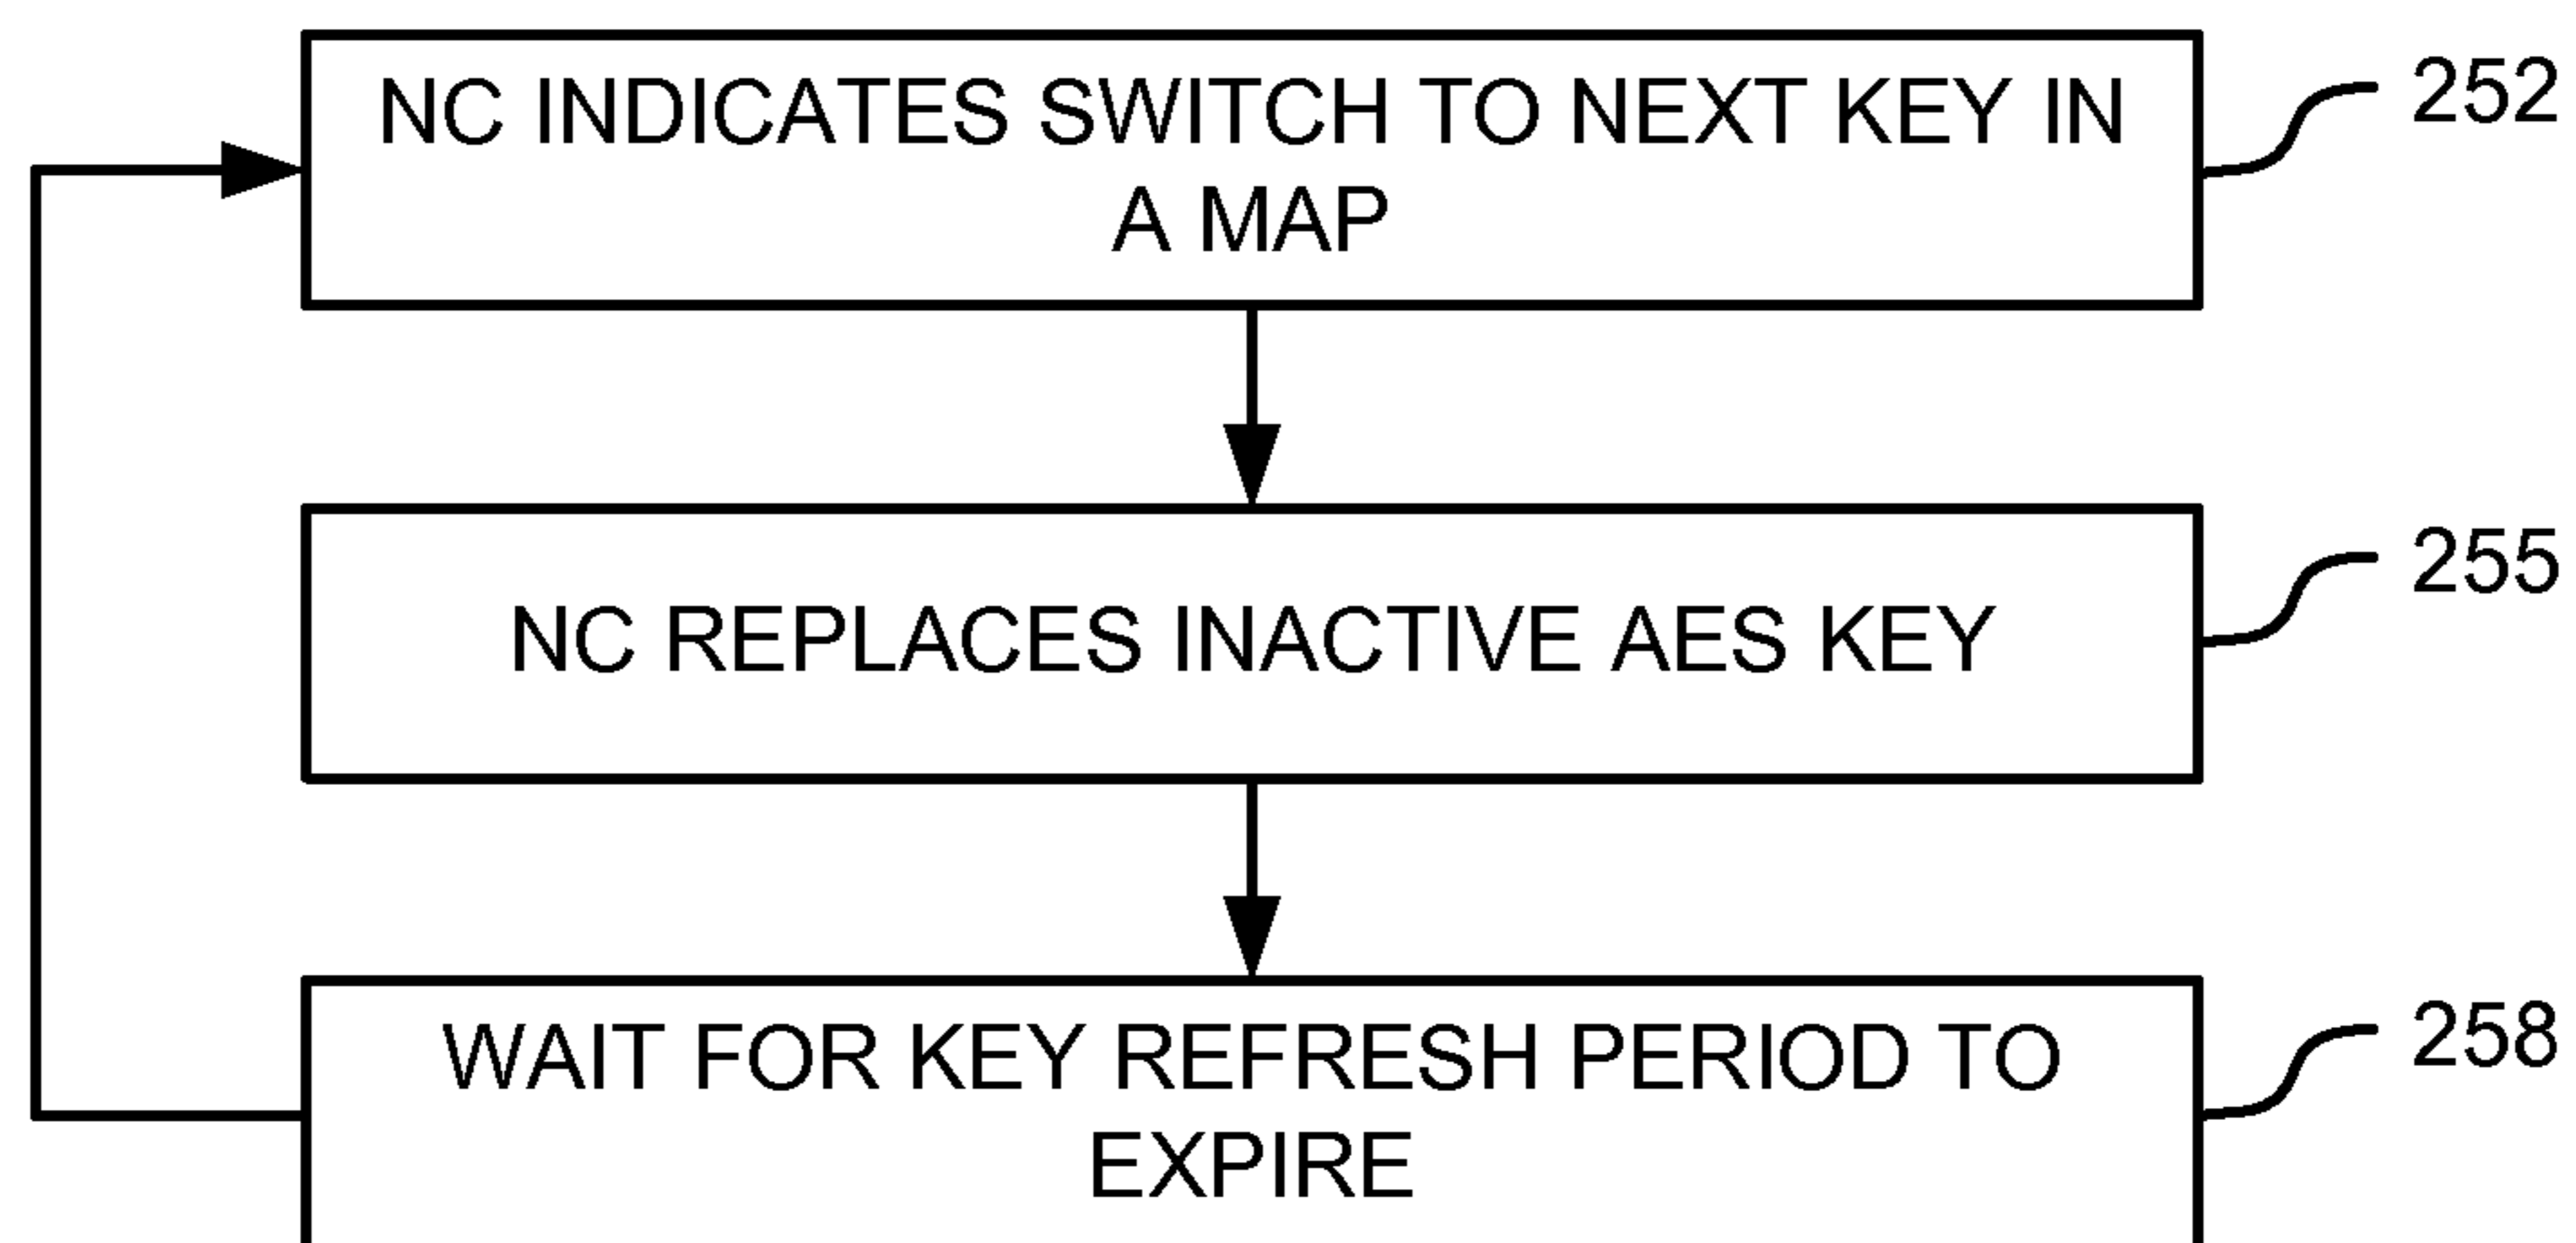 NC INDICATES SWITCH TO NEXT KEY IN
A MAP
252
NC REPLACES INACTIVE AES KEY
255
WAIT FOR KEY REFRESH PERIOD TO
EXPIRE
258